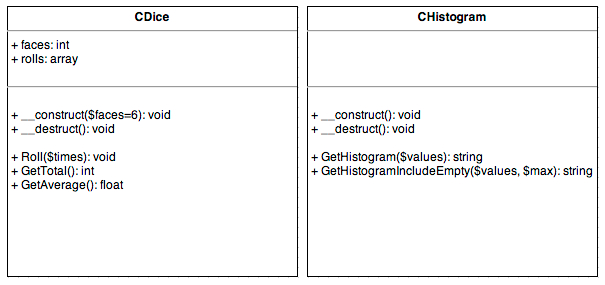 CDice
+ faces: int
+ rolls: array
+ __construct($faces=6): void
+ __destruct(): void
+ Roll($times): void
+ GetTotal(): int
+ GetAverage(): float
CHistogram
+ __construct(): void
+ __destruct(): void
+ GetHistogram($values): string
+ GetHistogramIncludeEmpty($values, $max): string